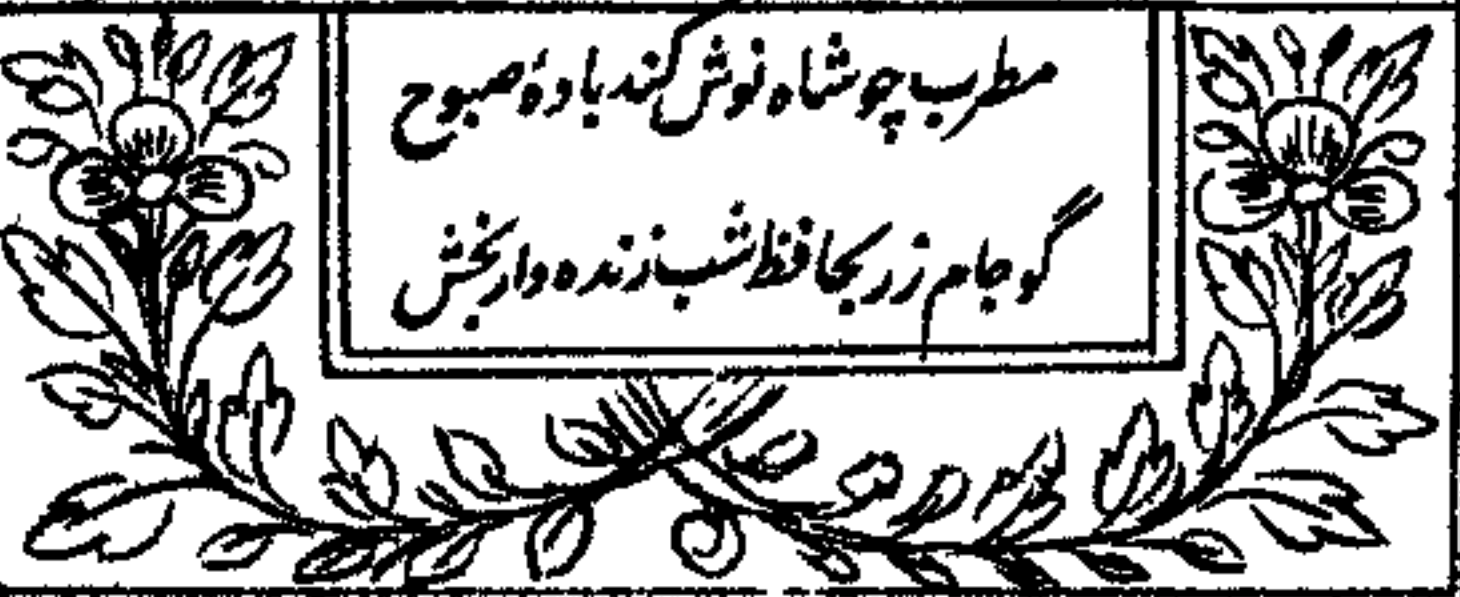 مطرب چو شاه نوش کند بادهٔ صبوح
گو جام زر بحافظ شب زنده دار بخش